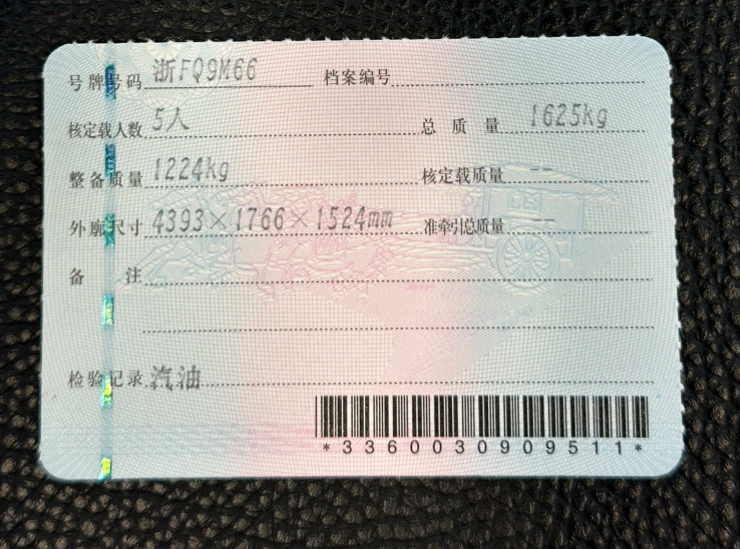 号牌号码 浙FQ9M66 档案编号
核定载人数 5人 总质量 1625kg
整备质量 1224kg 核定载质量 --
外廓尺寸 4393×1766×1524mm 准牵引总质量 --
备注
检验记录 汽油
*3360030909511*